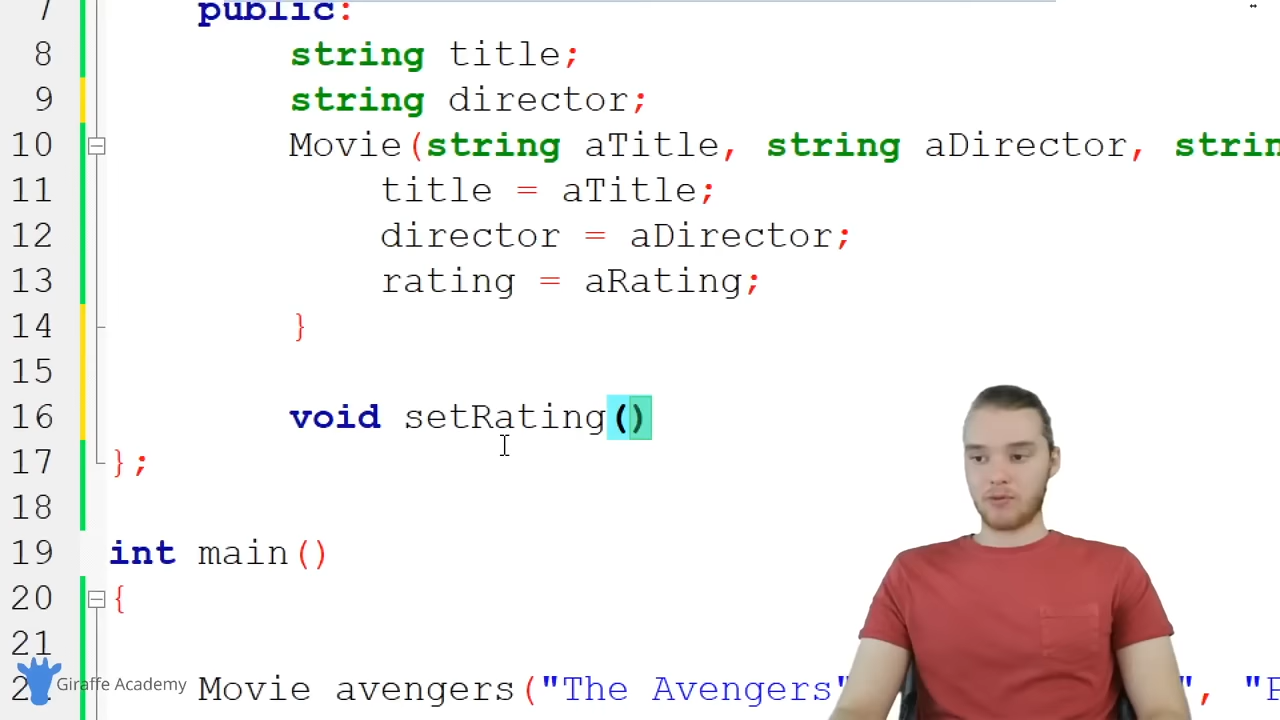 7 public:
8 string title;
9 string director;
10 Movie(string aTitle, string aDirector,
11 title = aTitle;
12 director = aDirector;
13 rating = aRating;
14 }
15
16 void setRating()
17 };
18
19 int main()
20 {
21
Movie avengers("The Avengers" ", "
Giraffe Academy